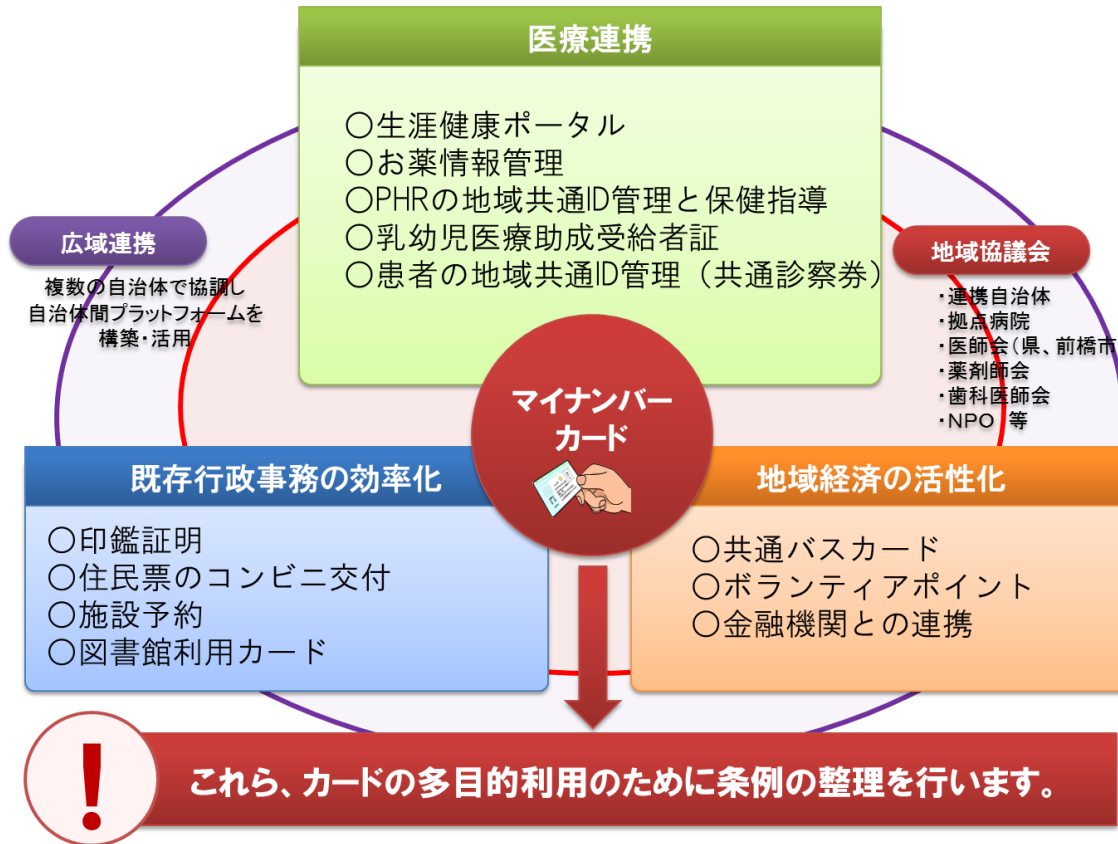 医療連携
○生涯健康ポータル
○お薬情報管理
○PHRの地域共通ID管理と保健指導
○乳幼児医療助成受給者証
○患者の地域共通ID管理（共通診察券）
広域連携
複数の自治体で協調し
自治体間プラットフォームを
構築・活用
地域協議会
・連携自治体
・拠点病院
・医師会（県、前橋市
・薬剤師会
・歯科医師会
・NPO 等
マイナンバー
カード
既存行政事務の効率化
○印鑑証明
○住民票のコンビニ交付
○施設予約
○図書館利用カード
地域経済の活性化
○共通バスカード
○ボランティアポイント
○金融機関との連携
!
これら、カードの多目的利用のために条例の整理を行います。